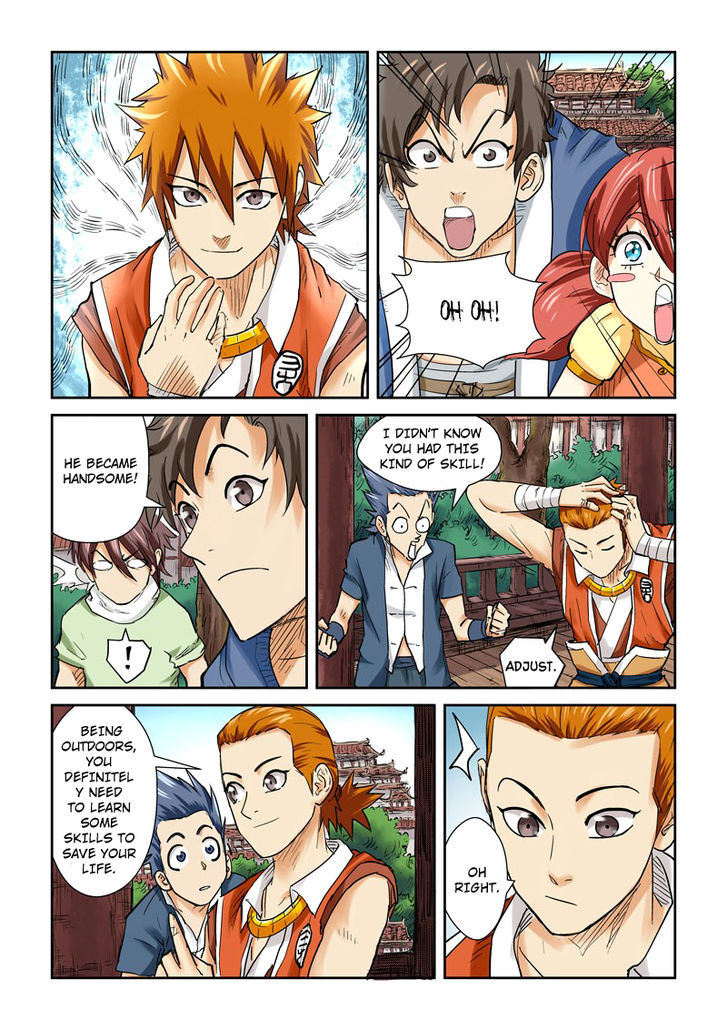 OH OH!
HE BECAME
HANDSOME!
!
I DIDN'T KNOW
YOU HAD THIS
KIND OF SKILL!
ADJUST.
BEING
OUTDOORS,
YOU
DEFINITEL
Y NEED
TO LEARN
SOME
SKILLS TO
SAVE YOUR
LIFE.
OH
RIGHT.